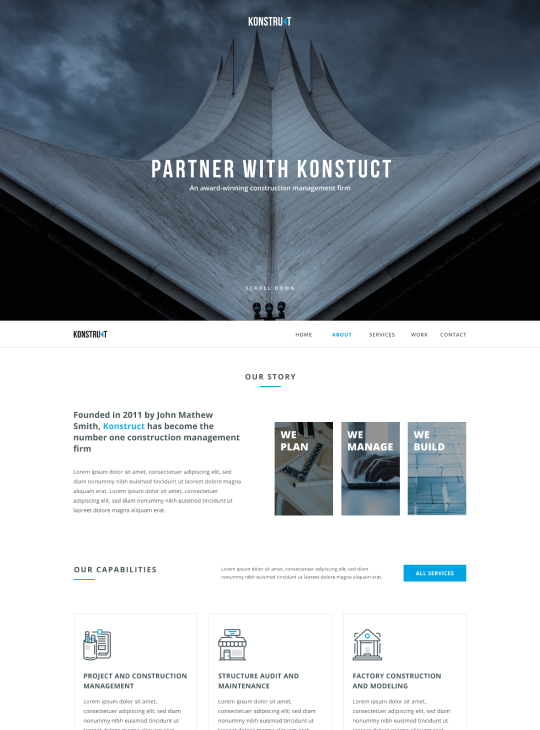 KONSTRUKT
PARTNER WITH KONSTUCT
An award-winning construction management firm
SCROLL DOWN
KONSTRUKT
HOME ABOUT SERVICES WORK CONTACT
OUR STORY
Founded in 2011 by John Mathew
Smith, Konstruct has become the
number one construction management
firm
Lorem ipsum dolor sit amet, consectetuer adipiscing elit, sed
diam nonummy nibh euismod tincidunt ut laoreet dolore magna
aliquam erat. Lorem ipsum dolor sit amet, consectetuer
adipiscing elit, sed diam nonummy nibh euismod tincidunt ut
laoreet dolore magna aliquam erat.
WE
PLAN
WE
MANAGE
WE
BUILD
OUR CAPABILITIES
Lorem ipsum dolor sit amet, consectetuer adipiscing elit, sed diam
nonummy nibh euismod tincidunt ut laoreet dolore magna aliquam erat.
ALL SERVICES
PROJECT AND CONSTRUCTION
MANAGEMENT
Lorem ipsum dolor sit amet,
consectetuer adipiscing elit, sed diam
nonummy nibh euismod tincidunt ut
STRUCTURE AUDIT AND
MAINTENANCE
Lorem ipsum dolor sit amet,
consectetuer adipiscing elit, sed diam
nonummy nibh euismod tincidunt ut
FACTORY CONSTRUCTION
AND MODELING
Lorem ipsum dolor sit amet,
consectetuer adipiscing elit, sed diam
nonummy nibh euismod tincidunt ut